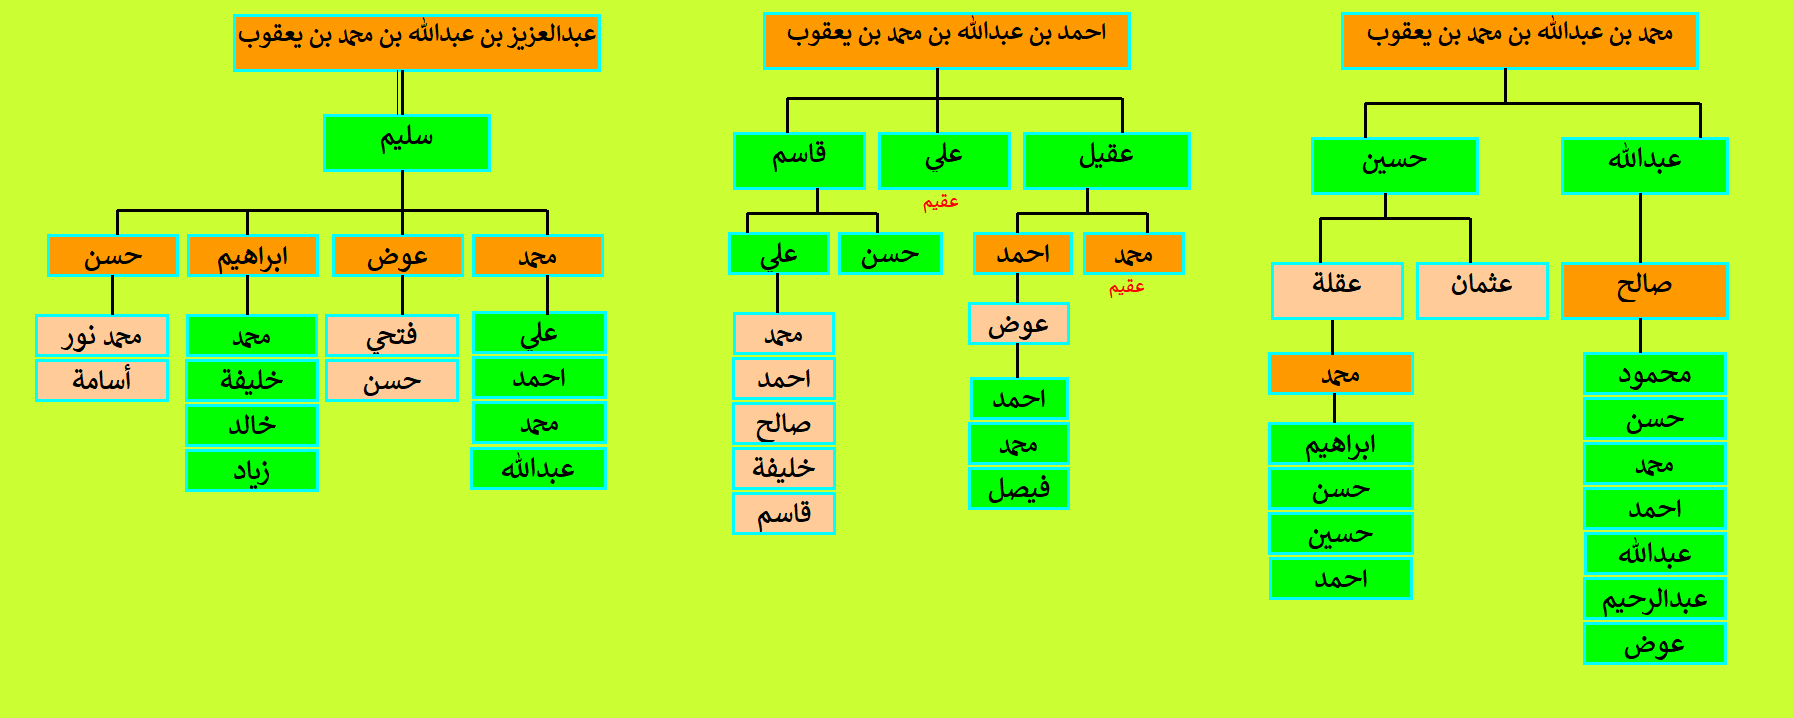 محمد بن عبدالله بن محمد بن يعقوب
احمد بن عبدالله بن محمد بن يعقوب
عبدالعزيز بن عبدالله بن محمد بن يعقوب
عبدالله
حسين
عقيل
علي
قاسم
سليم
عقيم
صالح
عثمان
عقلة
محمد
احمد
حسن
علي
محمد
عوض
ابراهيم
حسن
عقيم
محمود
حسن
محمد
احمد
عبدالله
عبدالرحيم
عوض
محمد
ابراهيم
حسن
حسين
احمد
عوض
احمد
محمد
فيصل
محمد
احمد
صالح
خليفة
قاسم
علي
احمد
محمد
عبدالله
فتحي
حسن
محمد
خليفة
خالد
زياد
محمد نور
أسامة